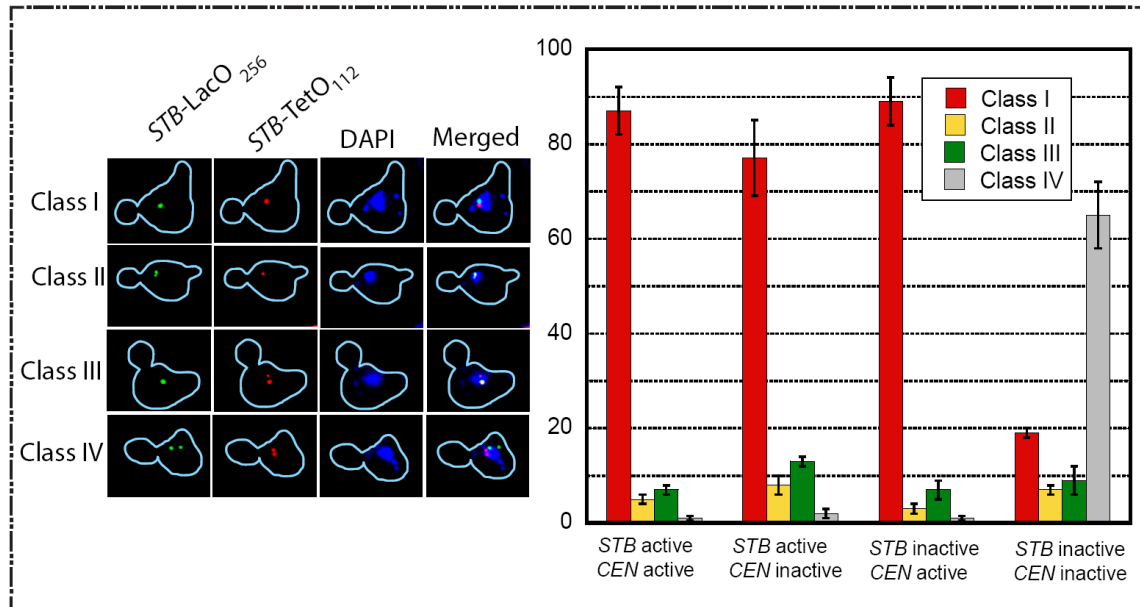 STB-LacO 256
STB-TetO112
DAPI
Merged
Class I
Class II
Class III
Class IV
100
80
60
40
20
0
Class I
Class II
Class III
Class IV
STB active
CEN active
STB active
CEN inactive
STB inactive
CEN active
STB inactive
CEN inactive